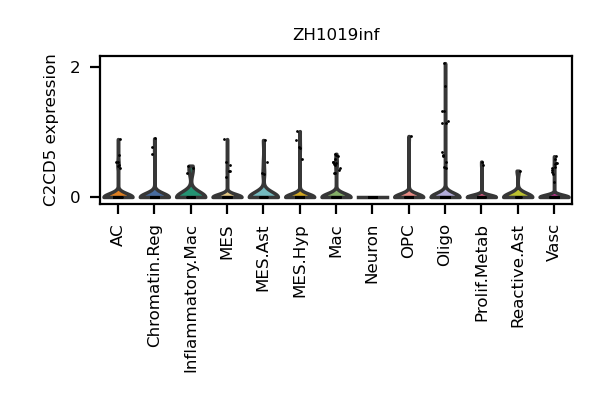 ZH1019inf
C2CD5 expression
2
0
AC
Chromatin.Reg
Inflammatory.Mac
MES
MES.Ast
MES.Hyp
Mac
Neuron
OPC
Oligo
Prolif.Metab
Reactive.Ast
Vasc